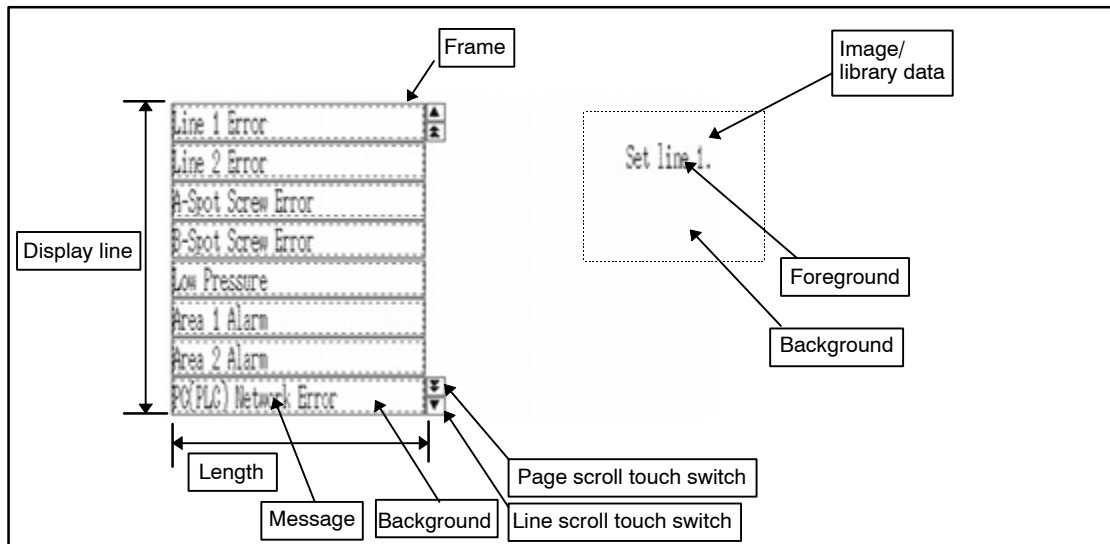 Frame
Image/
library data
Line 1 Error
Line 2 Error
A-Spot Screw Error
B-Spot Screw Error
Low Pressure
Area 1 Alarm
Area 2 Alarm
PC(PLC) Network Error
Display line
Set line 1.
Foreground
Background
Length
Message
Background
Page scroll touch switch
Line scroll touch switch